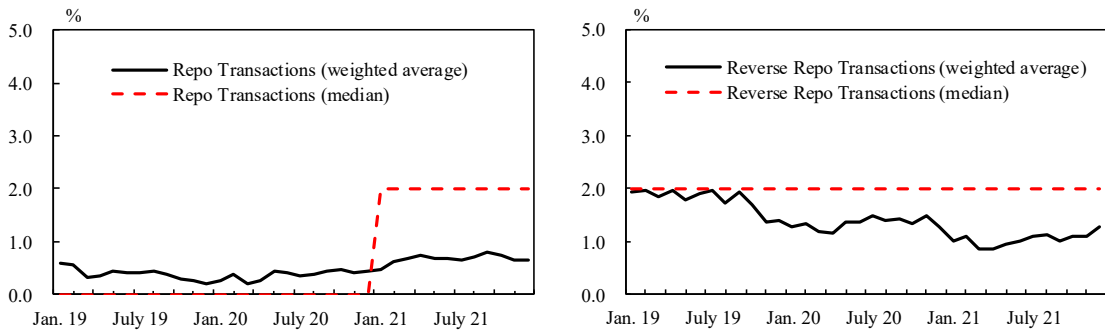 %
5.0
4.0
3.0
2.0
1.0
0.0
Repo Transactions (weighted average)
Repo Transactions (median)
Jan. 19 July 19 Jan. 20 July 20 Jan. 21 July 21
%
5.0
4.0
3.0
2.0
1.0
0.0
Reverse Repo Transactions (weighted average)
Reverse Repo Transactions (median)
Jan. 19 July 19 Jan. 20 July 20 Jan. 21 July 21